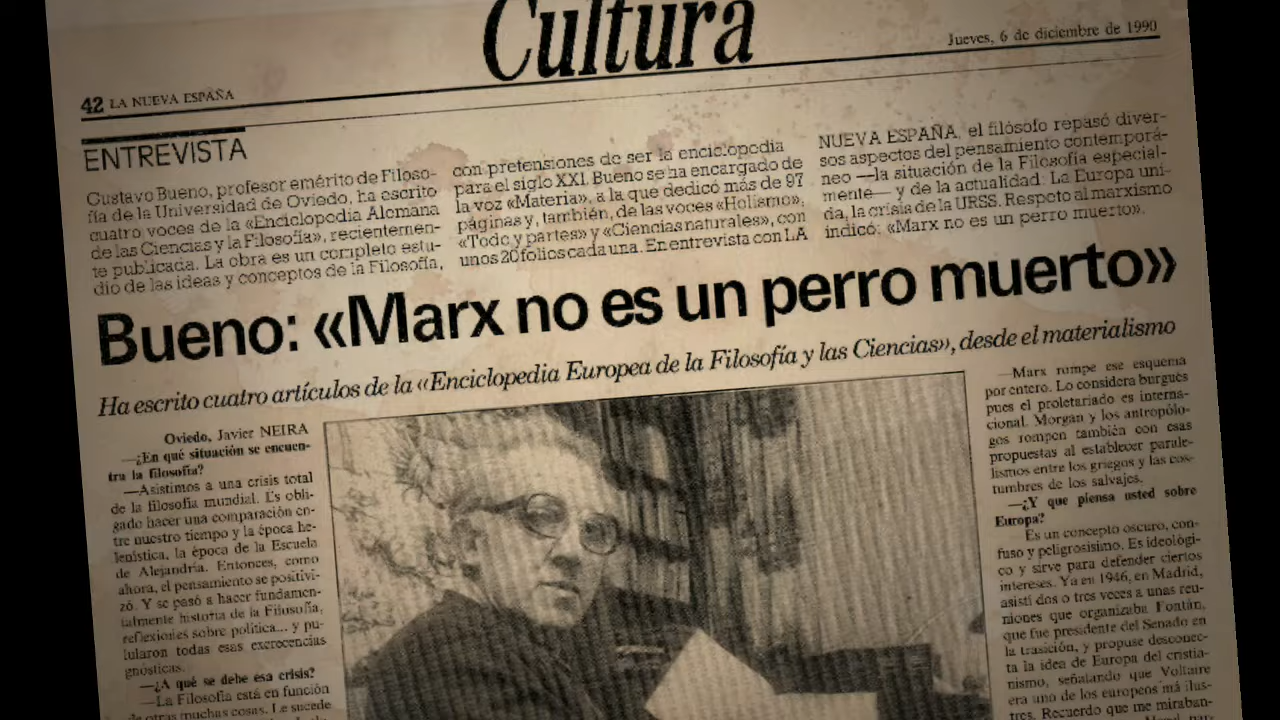 Cultura
Jueves, 6 de diciembre de 1990
42 LA NUEVA ESPAÑA
ENTREVISTA
Gustavo Bueno, profesor emérito de Filoso-
fía de la Universidad de Oviedo, ha escrito
cuatro voces de la «Enciclopedia Alemana
de las Ciencias y la Filosofía», recientemen-
te publicada. La obra es un completo estu-
dio de las ideas y conceptos de la Filosofía,
con pretensiones de ser la enciclopedia
para el siglo XXI. Bueno se ha encargado de
la voz «Materia», a la que dedicó más de 97
páginas y, también, de las voces «Holismo»,
«Todo y partes» y «Ciencias naturales», con
unos 20 folios cada una. En entrevista con LA
NUEVA ESPAÑA, el filósofo repasó diver-
sos aspectos del pensamiento contemporá-
neo —la situación de la Filosofía especial-
mente— y de la actualidad: La Europa uni-
da, la crisis de la URSS. Respeto al marxismo
indicó: «Marx no es un perro muerto».
Bueno: «Marx no es un perro muerto»
Ha escrito cuatro artículos de la «Enciclopedia Europea de la Filosofía y las Ciencias», desde el materialismo
Oviedo, Javier NEIRA
—¿En qué situación se encuen-
tra la filosofía?
—Asistimos a una crisis total
de la filosofía mundial. Es obli-
gado hacer una comparación en-
tre nuestro tiempo y la época he-
lenística, la época de la Escuela
de Alejandría. Entonces, como
ahora, el pensamiento se positivi-
zó. Y se pasó a hacer fundamen-
talmente historia de la Filosofía,
reflexiones sobre política... y pu-
lularon todas esas excrecencias
gnósticas.
—¿A qué se debe esa crisis?
—La Filosofía está en función
de otras muchas cosas. Le sucede
—Marx rompe ese esquema
por entero. Lo considera burgués
pues el proletariado es interna-
cional. Morgan y los antropólo-
gos rompen también con esas
propuestas al establecer parale-
lismos entre los griegos y las cos-
tumbres de los salvajes.
—¿Y que piensa usted sobre
Europa?
Es un concepto oscuro, con-
fuso y peligrosísimo. Es ideológi-
co y sirve para defender ciertos
intereses. Ya en 1946, en Madrid,
asistí dos o tres veces a unas reu-
niones que organizaba Fontán,
que fue presidente del Senado en
la trasición, y propuse desconec-
ta la idea de Europa del cristia-
nismo, señalando que Voltaire
era uno de los europeos má ilus-
tres. Recuerdo que me miraban-